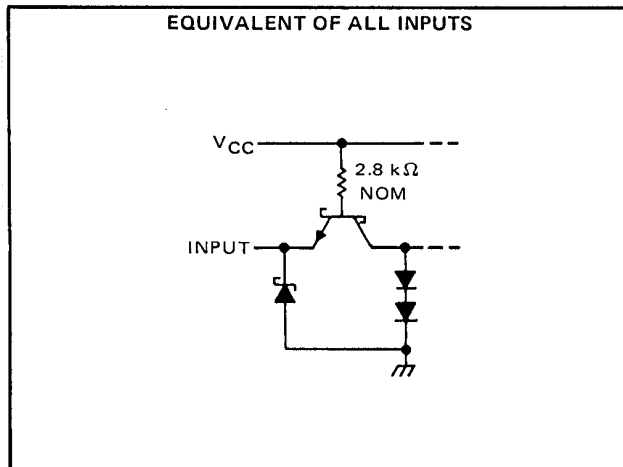 EQUIVALENT OF ALL INPUTS
VCC
2.8 kΩ
NOM
INPUT